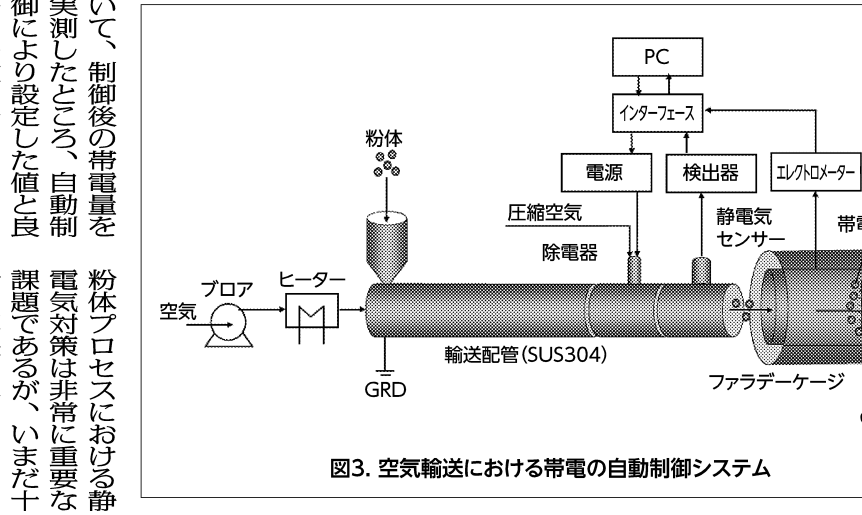 いて、制御後の帯電量を
実測したところ、自動制
御により設定した値と良
粉体プロセスにおける静
電気対策は非常に重要な
課題であるが、いまだ十
PC
インターフェース
電源
検出器
エレクトロメーター
粉体
圧縮空気
除電器
静電気
センサー
帯電
ヒーター
ブロア
空気
輸送配管(SUS304)
GRD
ファラデーケージ
図3. 空気輸送における帯電の自動制御システム